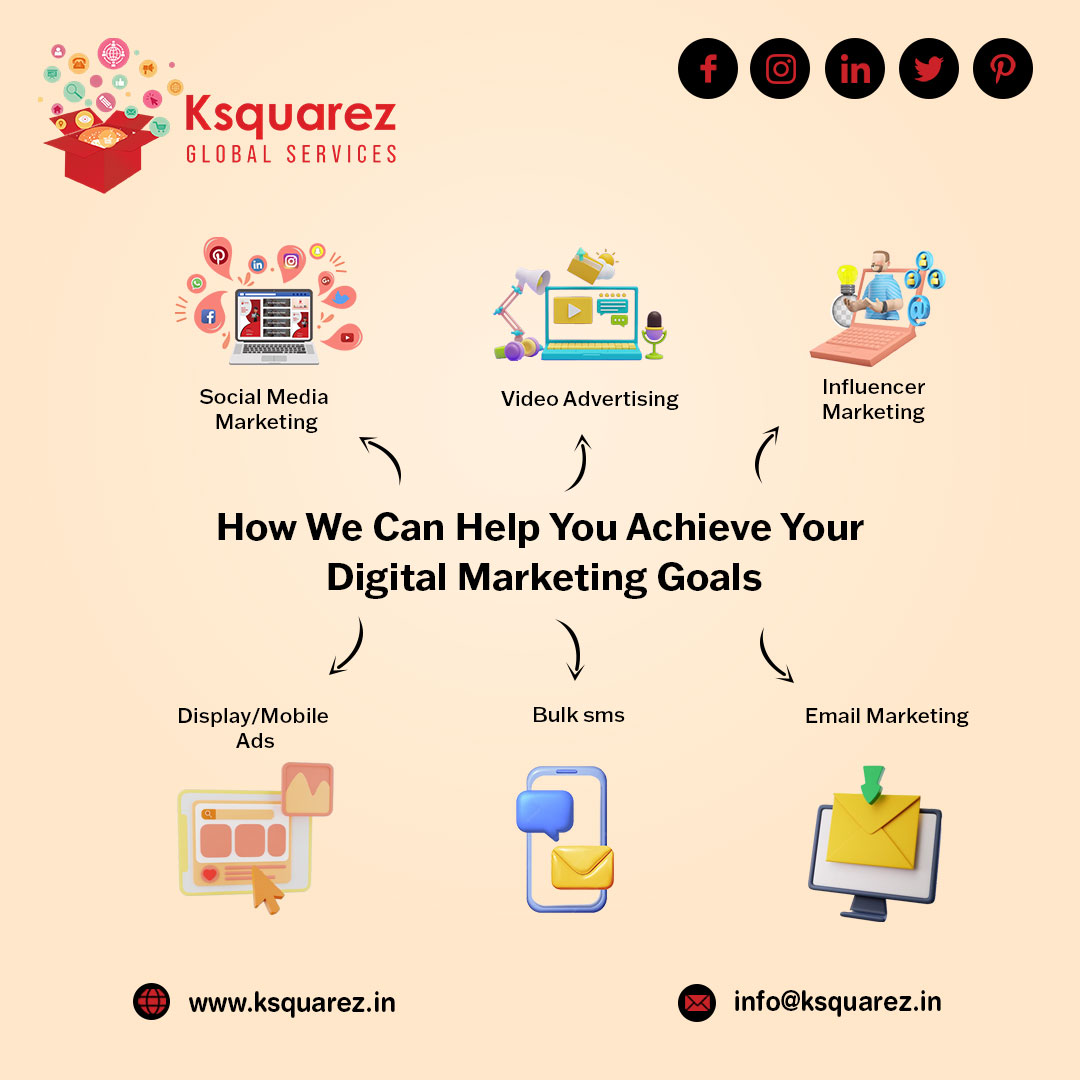 Ksquarez
GLOBAL SERVICES
Social Media
Marketing
Video Advertising
Influencer
Marketing
How We Can Help You Achieve Your
Digital Marketing Goals
Display/Mobile
Ads
Bulk sms
Email Marketing
www.ksquarez.in
info@ksquarez.in